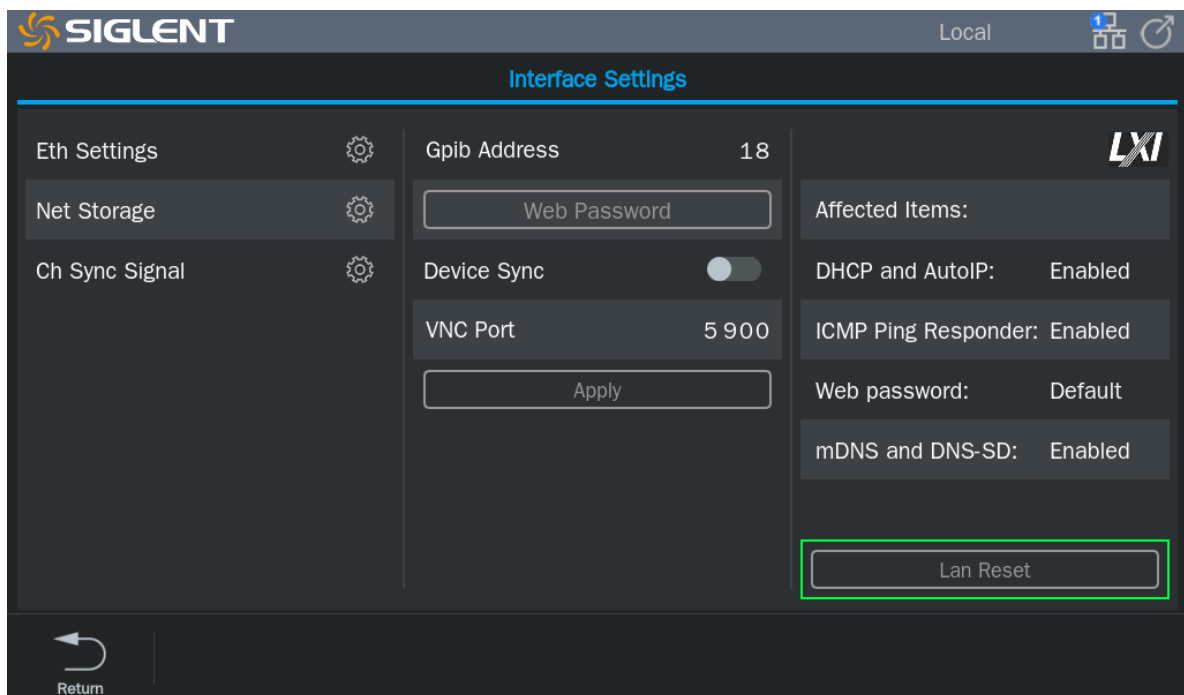 SIGLENT
Local
1
Interface Settings
Eth Settings
Net Storage
Ch Sync Signal
Gpib Address 18
Web Password
Device Sync
VNC Port 5900
Apply
LXI
Affected Items:
DHCP and AutoIP: Enabled
ICMP Ping Responder: Enabled
Web password: Default
mDNS and DNS-SD: Enabled
Lan Reset
Return